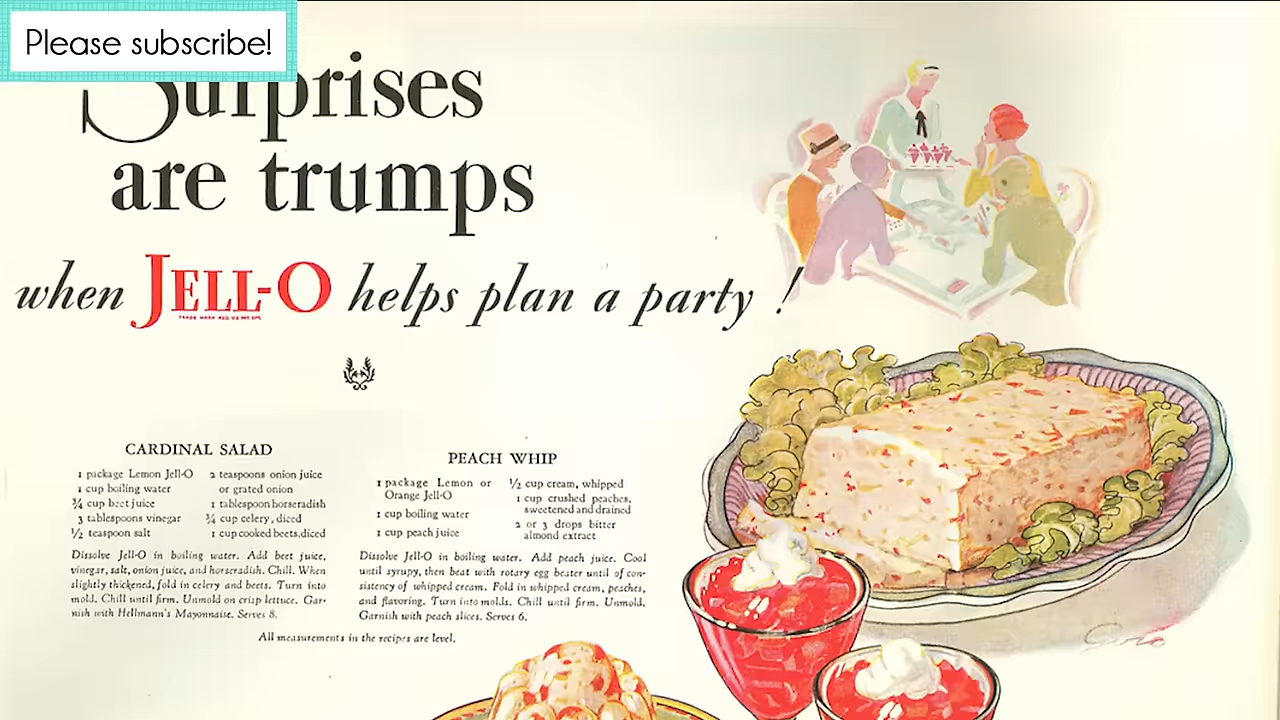 Please subscribe!
Surprises
are trumps
when JELL-O helps plan a party !
TRADE MARK REG. U.S. PAT. OFF.
CARDINAL SALAD
1 package Lemon Jell-O
1 cup boiling water
¾ cup beet juice
3 tablespoons vinegar
½ teaspoon salt
2 teaspoons onion juice
or grated onion
1 tablespoon horseradish
¾ cup celery, diced
1 cup cooked beets, diced
Dissolve Jell-O in boiling water. Add beet juice,
vinegar, salt, onion juice, and horseradish. Chill. When
slightly thickened, fold in celery and beets. Turn into
mold. Chill until firm. Unmold on crisp lettuce. Gar-
nish with Hellmann's Mayonnaise. Serves 8.
PEACH WHIP
1 package Lemon or
Orange Jell-O
1 cup boiling water
1 cup peach juice
½ cup cream, whipped
1 cup crushed peaches,
sweetened and drained
2 or 3 drops bitter
almond extract
Dissolve Jell-O in boiling water. Add peach juice. Cool
until syrupy, then beat with rotary egg beater until of con-
sistency of whipped cream. Fold in whipped cream, peaches,
and flavoring. Turn into molds. Chill until firm. Unmold.
Garnish with peach slices. Serves 6.
All measurements in the recipes are level.